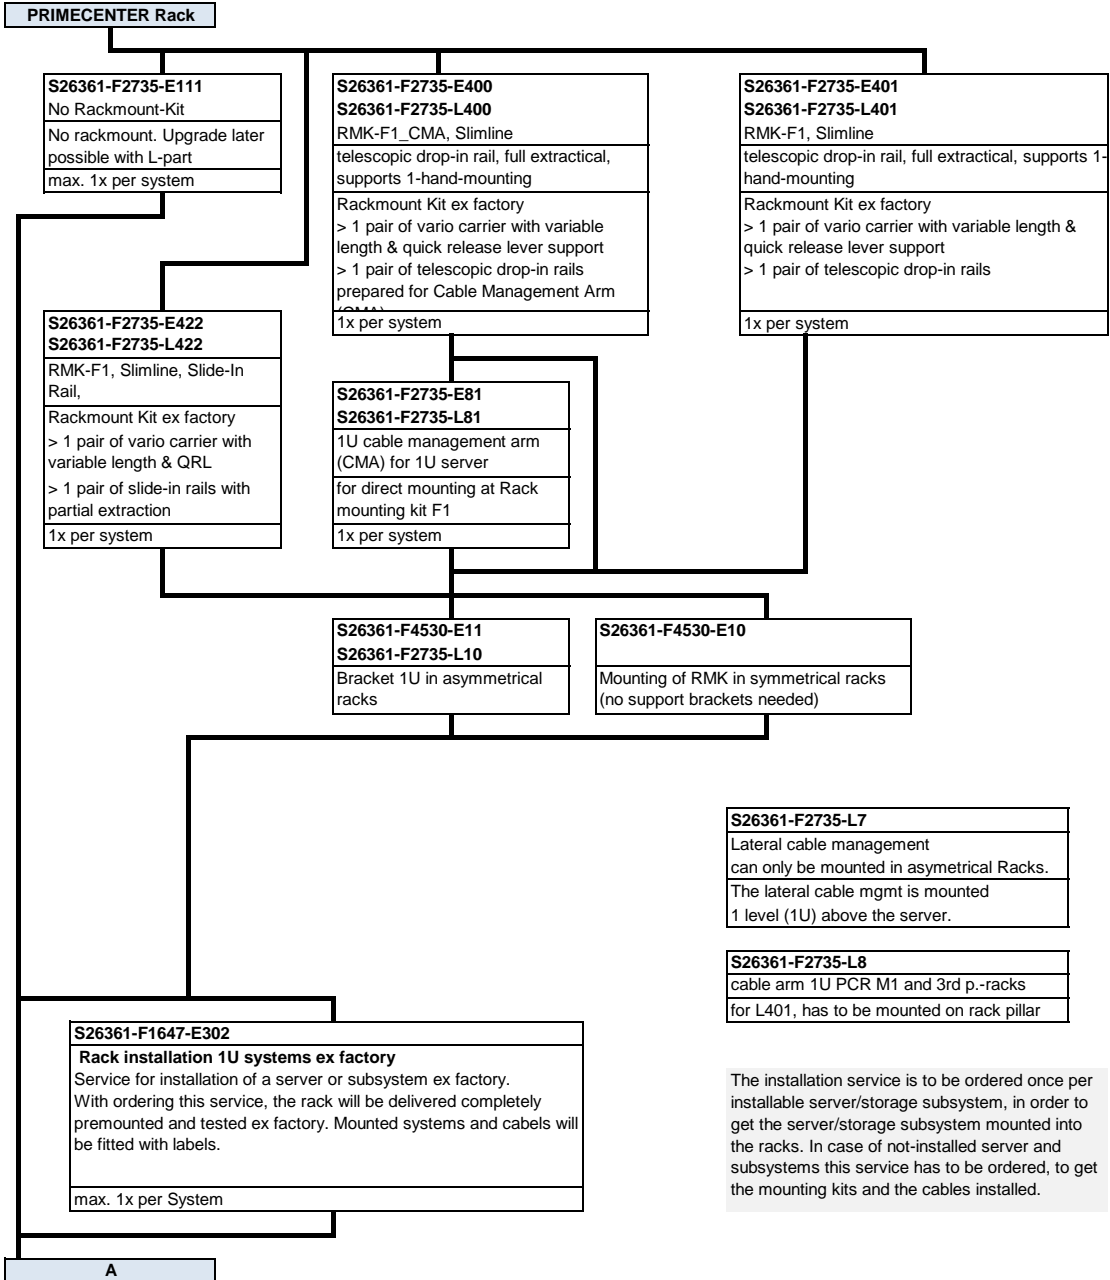 PRIMECENTER Rack
S26361-F2735-E111
No Rackmount-Kit
No rackmount. Upgrade later
possible with L-part
max. 1x per system
S26361-F2735-E400
S26361-F2735-L400
RMK-F1_CMA, Slimline
telescopic drop-in rail, full extractical,
supports 1-hand-mounting
Rackmount Kit ex factory
> 1 pair of vario carrier with variable
length & quick release lever support
> 1 pair of telescopic drop-in rails
prepared for Cable Management Arm
(CMA)
1x per system
S26361-F2735-E401
S26361-F2735-L401
RMK-F1, Slimline
telescopic drop-in rail, full extractical, supports 1-
hand-mounting
Rackmount Kit ex factory
> 1 pair of vario carrier with variable length &
quick release lever support
> 1 pair of telescopic drop-in rails
1x per system
S26361-F2735-E422
S26361-F2735-L422
RMK-F1, Slimline, Slide-In
Rail,
Rackmount Kit ex factory
> 1 pair of vario carrier with
variable length & QRL
> 1 pair of slide-in rails with
partial extraction
1x per system
S26361-F2735-E81
S26361-F2735-L81
1U cable management arm
(CMA) for 1U server
for direct mounting at Rack
mounting kit F1
1x per system
S26361-F4530-E11
S26361-F2735-L10
Bracket 1U in asymmetrical
racks
S26361-F4530-E10
Mounting of RMK in symmetrical racks
(no support brackets needed)
S26361-F2735-L7
Lateral cable management
can only be mounted in asymetrical Racks.
The lateral cable mgmt is mounted
1 level (1U) above the server.
S26361-F2735-L8
cable arm 1U PCR M1 and 3rd p.-racks
for L401, has to be mounted on rack pillar
S26361-F1647-E302
Rack installation 1U systems ex factory
Service for installation of a server or subsystem ex factory.
With ordering this service, the rack will be delivered completely
premounted and tested ex factory. Mounted systems and cabels will
be fitted with labels.
max. 1x per System
The installation service is to be ordered once per
installable server/storage subsystem, in order to
get the server/storage subsystem mounted into
the racks. In case of not-installed server and
subsystems this service has to be ordered, to get
the mounting kits and the cables installed.
A